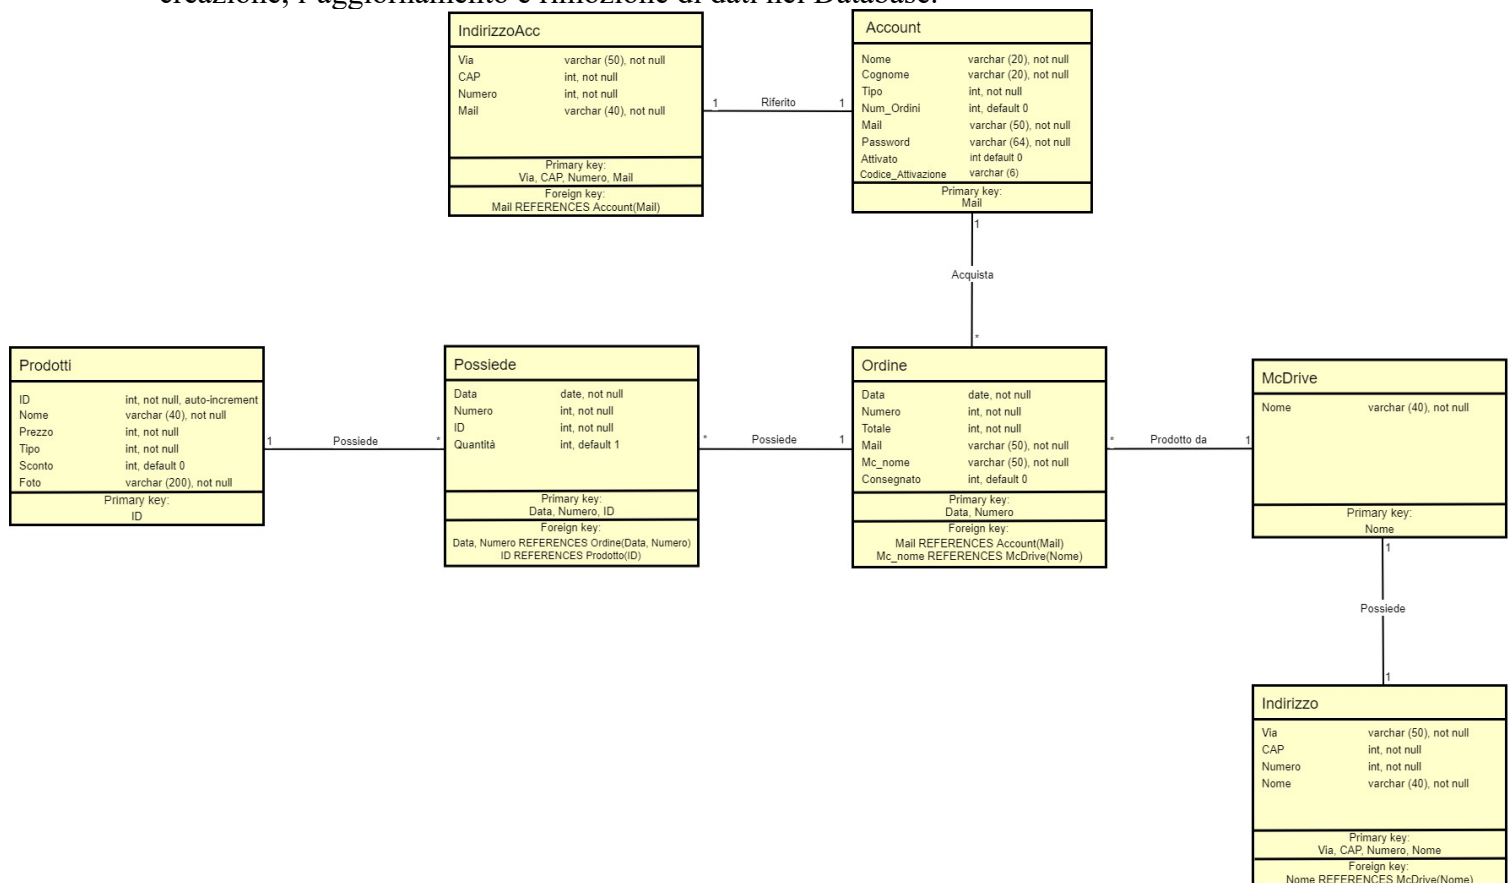 creazione, l'aggiornamento e rimozione di dati nel Database.
IndirizzoAcc
Via varchar (50), not null
CAP int, not null
Numero int, not null
Mail varchar (40), not null
Primary key:
Via, CAP, Numero, Mail
Foreign key:
Mail REFERENCES Account(Mail)
1 Riferito 1
Account
Nome varchar (20), not null
Cognome varchar (20), not null
Tipo int, not null
Num_Ordini int, default 0
Mail varchar (50), not null
Password varchar (64), not null
Attivato int default 0
Codice_Attivazione varchar (6)
Primary key:
Mail
1
Acquista
*
Prodotti
ID int, not null, auto-increment
Nome varchar (40), not null
Prezzo int, not null
Tipo int, not null
Sconto int, default 0
Foto varchar (200), not null
Primary key:
ID
1 Possiede *
Possiede
Data date, not null
Numero int, not null
ID int, not null
Quantità int, default 1
Primary key:
Data, Numero, ID
Foreign key:
Data, Numero REFERENCES Ordine(Data, Numero)
ID REFERENCES Prodotto(ID)
* Possiede 1
Ordine
Data date, not null
Numero int, not null
Totale int, not null
Mail varchar (50), not null
Mc_nome varchar (50), not null
Consegnato int, default 0
Primary key:
Data, Numero
Foreign key:
Mail REFERENCES Account(Mail)
Mc_nome REFERENCES McDrive(Nome)
* Prodotto da 1
McDrive
Nome varchar (40), not null
Primary key:
Nome
1
Possiede
1
Indirizzo
Via varchar (50), not null
CAP int, not null
Numero int, not null
Nome varchar (40), not null
Primary key:
Via, CAP, Numero, Nome
Foreign key:
Nome REFERENCES McDrive(Nome)